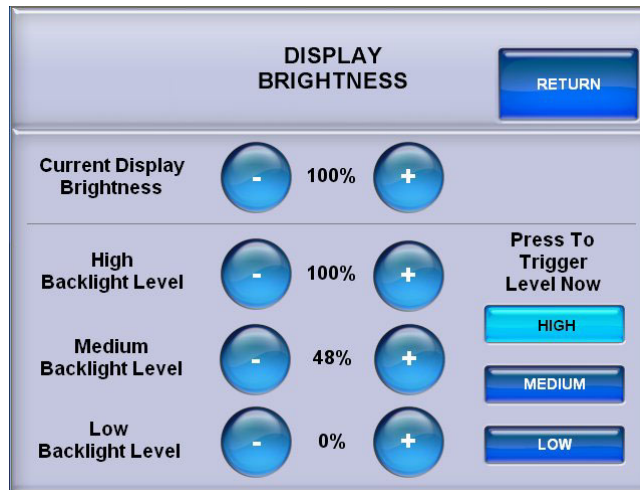 DISPLAY
BRIGHTNESS
RETURN
Current Display
Brightness
-
100%
+
High
Backlight Level
-
100%
+
Press To
Trigger
Level Now
HIGH
Medium
Backlight Level
-
48%
+
MEDIUM
Low
Backlight Level
-
0%
+
LOW